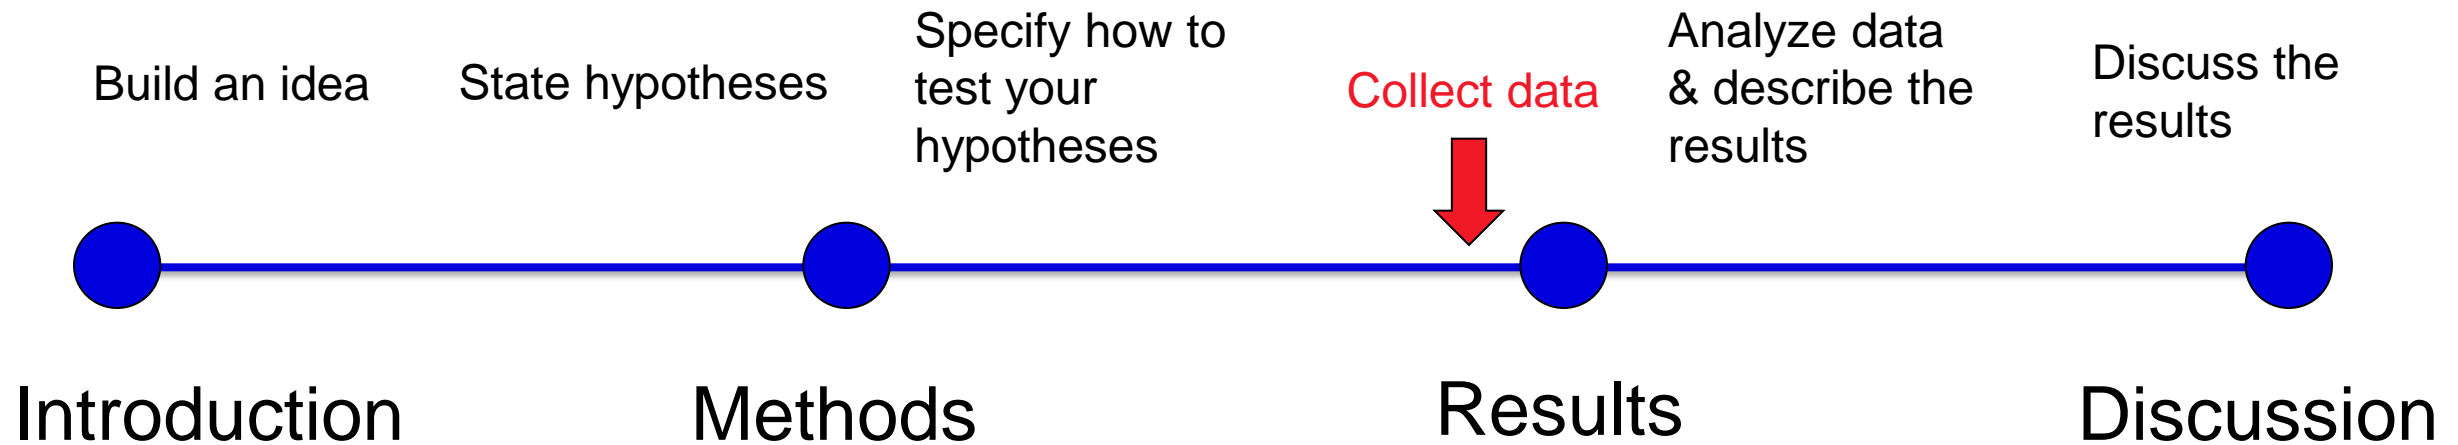 Build an idea
State hypotheses
Specify how to
test your
hypotheses
Collect data
Analyze data
& describe the
results
Discuss the
results
Introduction
Methods
Results
Discussion